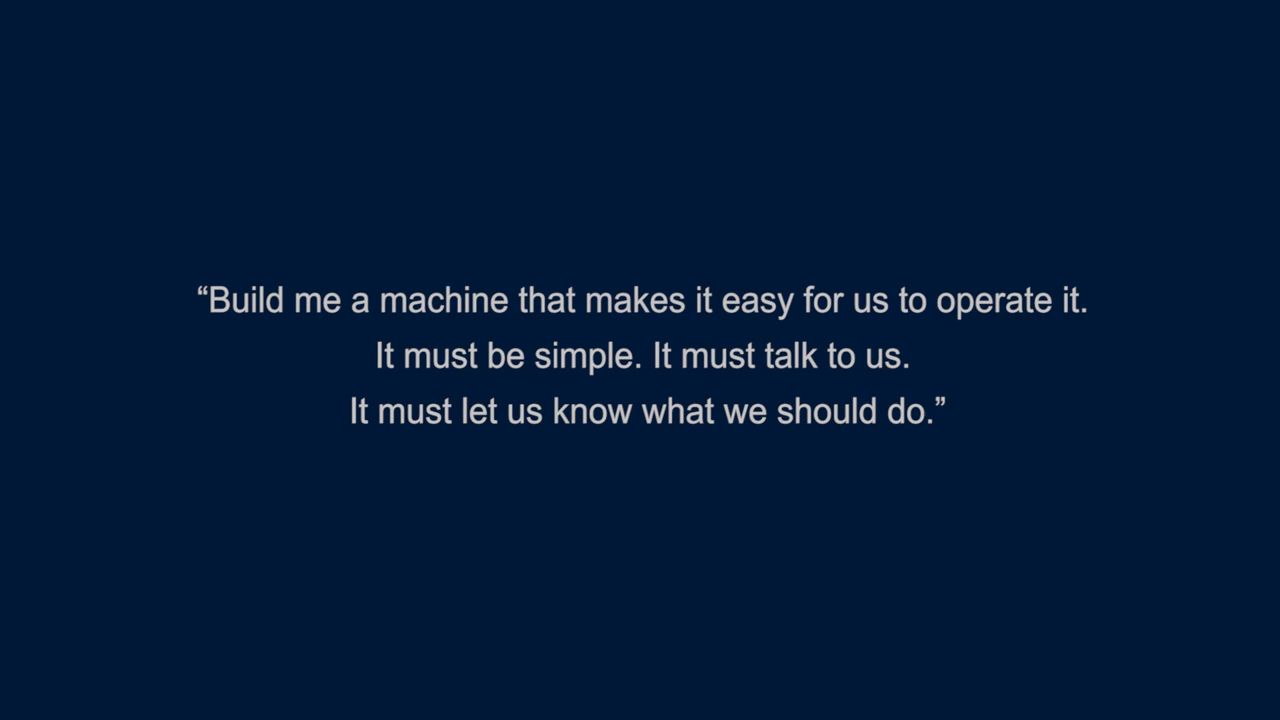 “Build me a machine that makes it easy for us to operate it.
It must be simple. It must talk to us.
It must let us know what we should do.”